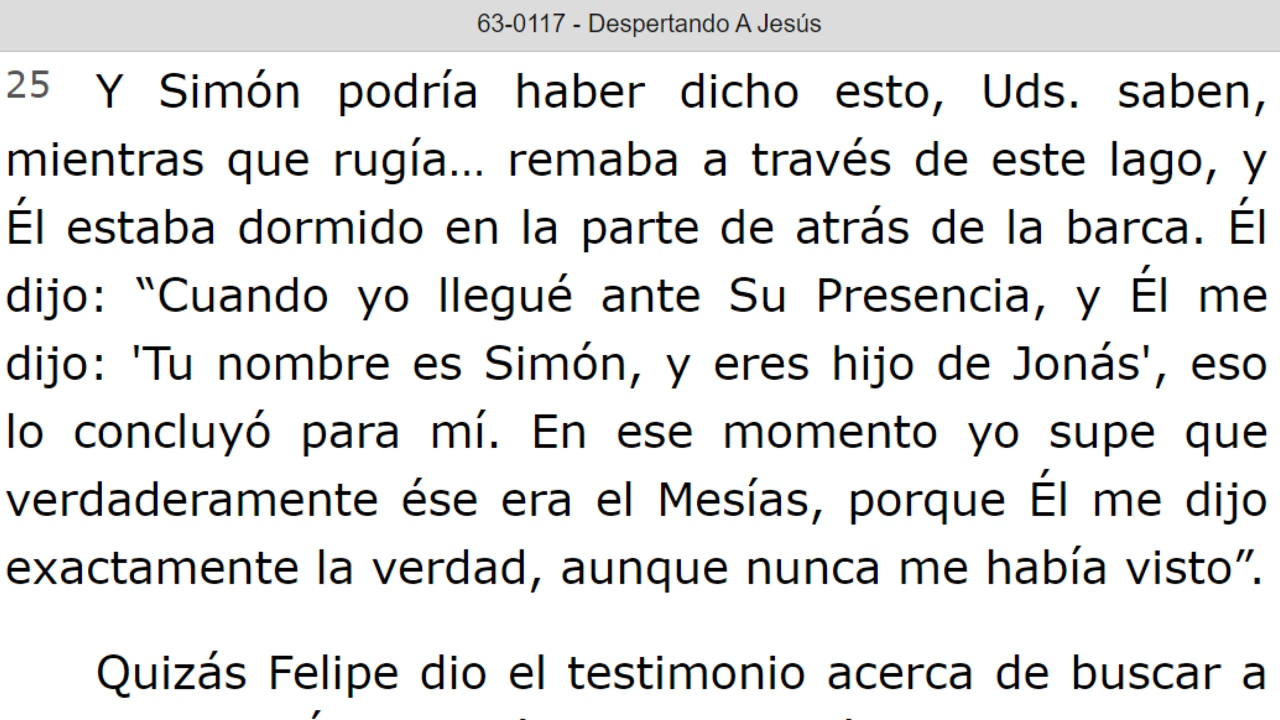 63-0117 - Despertando A Jesús
25 Y Simón podría haber dicho esto, Uds. saben,
mientras que rugía... remaba a través de este lago, y
Él estaba dormido en la parte de atrás de la barca. Él
dijo: “Cuando yo llegué ante Su Presencia, y Él me
dijo: 'Tu nombre es Simón, y eres hijo de Jonás', eso
lo concluyó para mí. En ese momento yo supe que
verdaderamente ése era el Mesías, porque Él me dijo
exactamente la verdad, aunque nunca me había visto”.
Quizás Felipe dio el testimonio acerca de buscar a